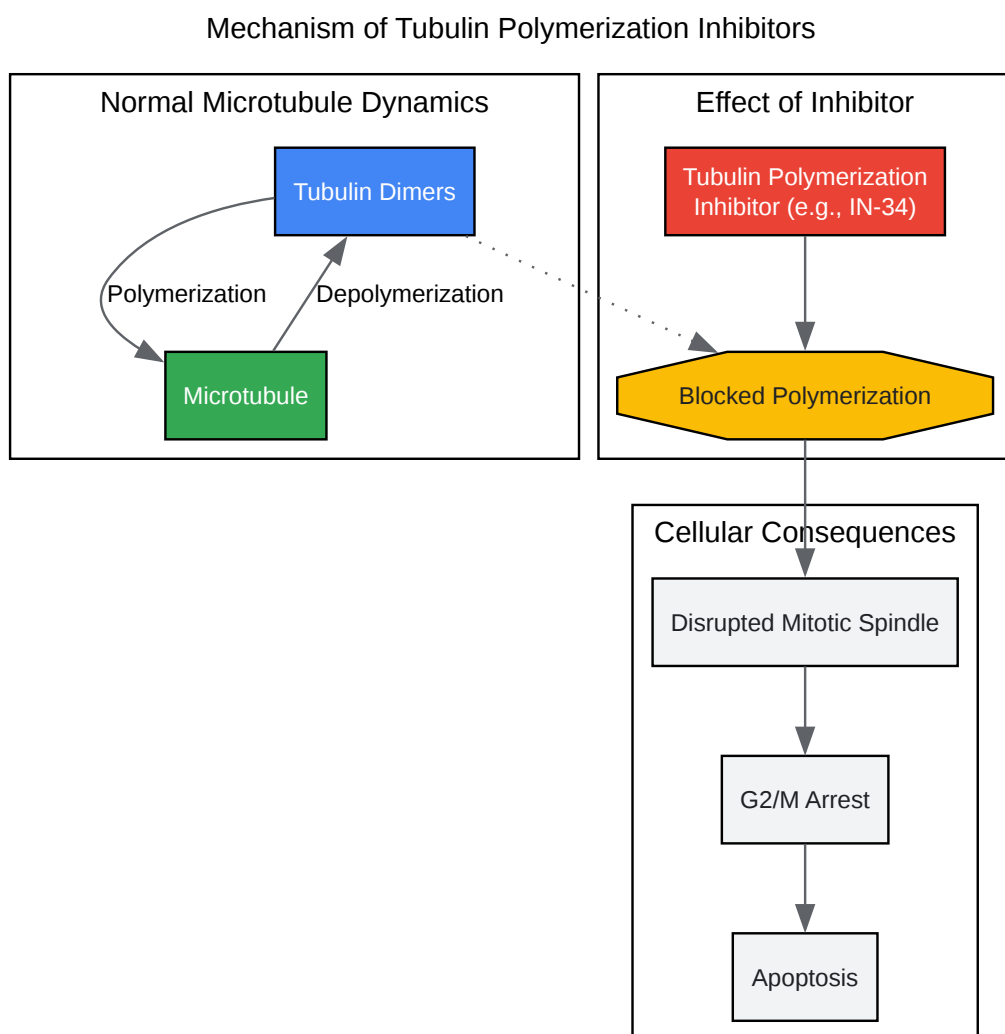 Mechanism of Tubulin Polymerization Inhibitors
Normal Microtubule Dynamics
Tubulin Dimers
Polymerization
Depolymerization
Microtubule
Effect of Inhibitor
Tubulin Polymerization
Inhibitor (e.g., IN-34)
Blocked Polymerization
Cellular Consequences
Disrupted Mitotic Spindle
G2/M Arrest
Apoptosis